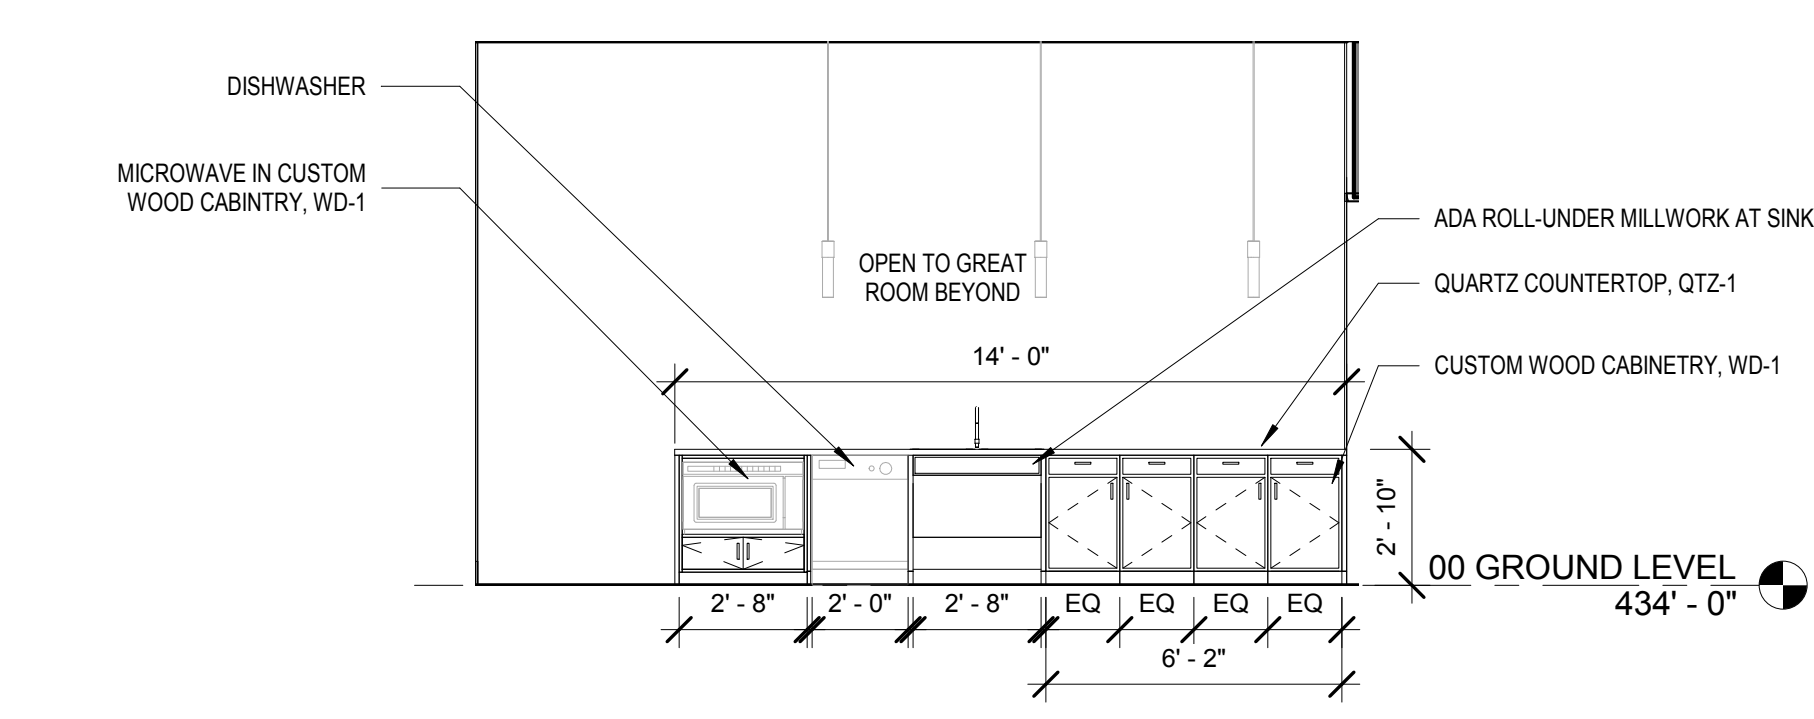 DISHWASHER
MICROWAVE IN CUSTOM
WOOD CABINTRY, WD-1
OPEN TO GREAT
ROOM BEYOND
ADA ROLL-UNDER MILLWORK AT SINK
QUARTZ COUNTERTOP, QTZ-1
CUSTOM WOOD CABINETRY, WD-1
14' - 0"
2' - 10"
00 GROUND LEVEL
434' - 0"
2' - 8" 2' - 0" 2' - 8" EQ EQ EQ EQ
6' - 2"